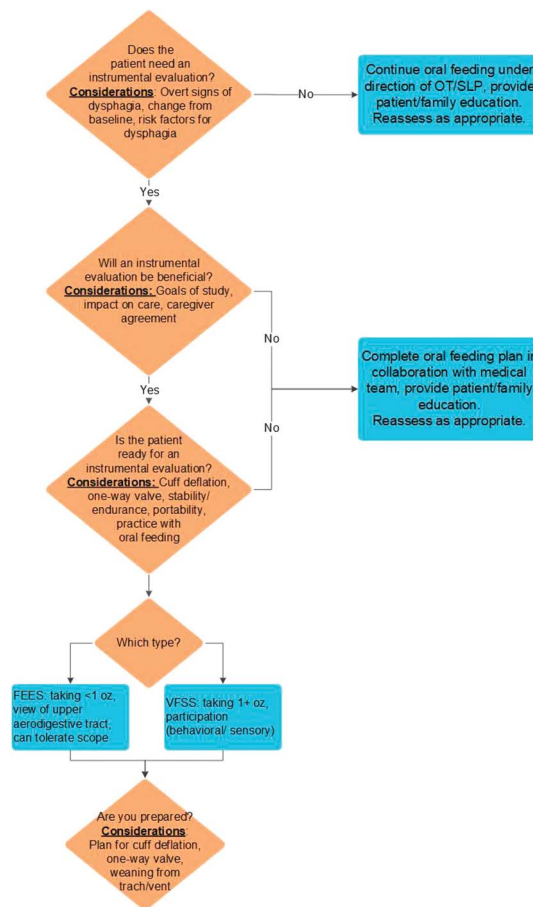 Does the
patient need an
instrumental evaluation?
Considerations: Overt signs of
dysphagia, change from
baseline, risk factors for
dysphagia
No
Continue oral feeding under
direction of OT/SLP, provide
patient/family education.
Reassess as appropriate.
Yes
Will an instrumental
evaluation be beneficial?
Considerations: Goals of study,
impact on care, caregiver
agreement
No
Complete oral feeding plan in
collaboration with medical
team, provide patient/family
education.
Reassess as appropriate.
Yes
No
Is the patient
ready for an
instrumental evaluation?
Considerations: Cuff deflation,
one-way valve, stability/
endurance, portability,
practice with
oral feeding
Which type?
FEES: taking <1 oz,
view of upper
aerodigestive tract,
can tolerate scope
VFSS: taking 1+ oz,
participation
(behavioral/ sensory)
Are you prepared?
Considerations:
Plan for cuff deflation,
one-way valve,
weaning from
trach/vent